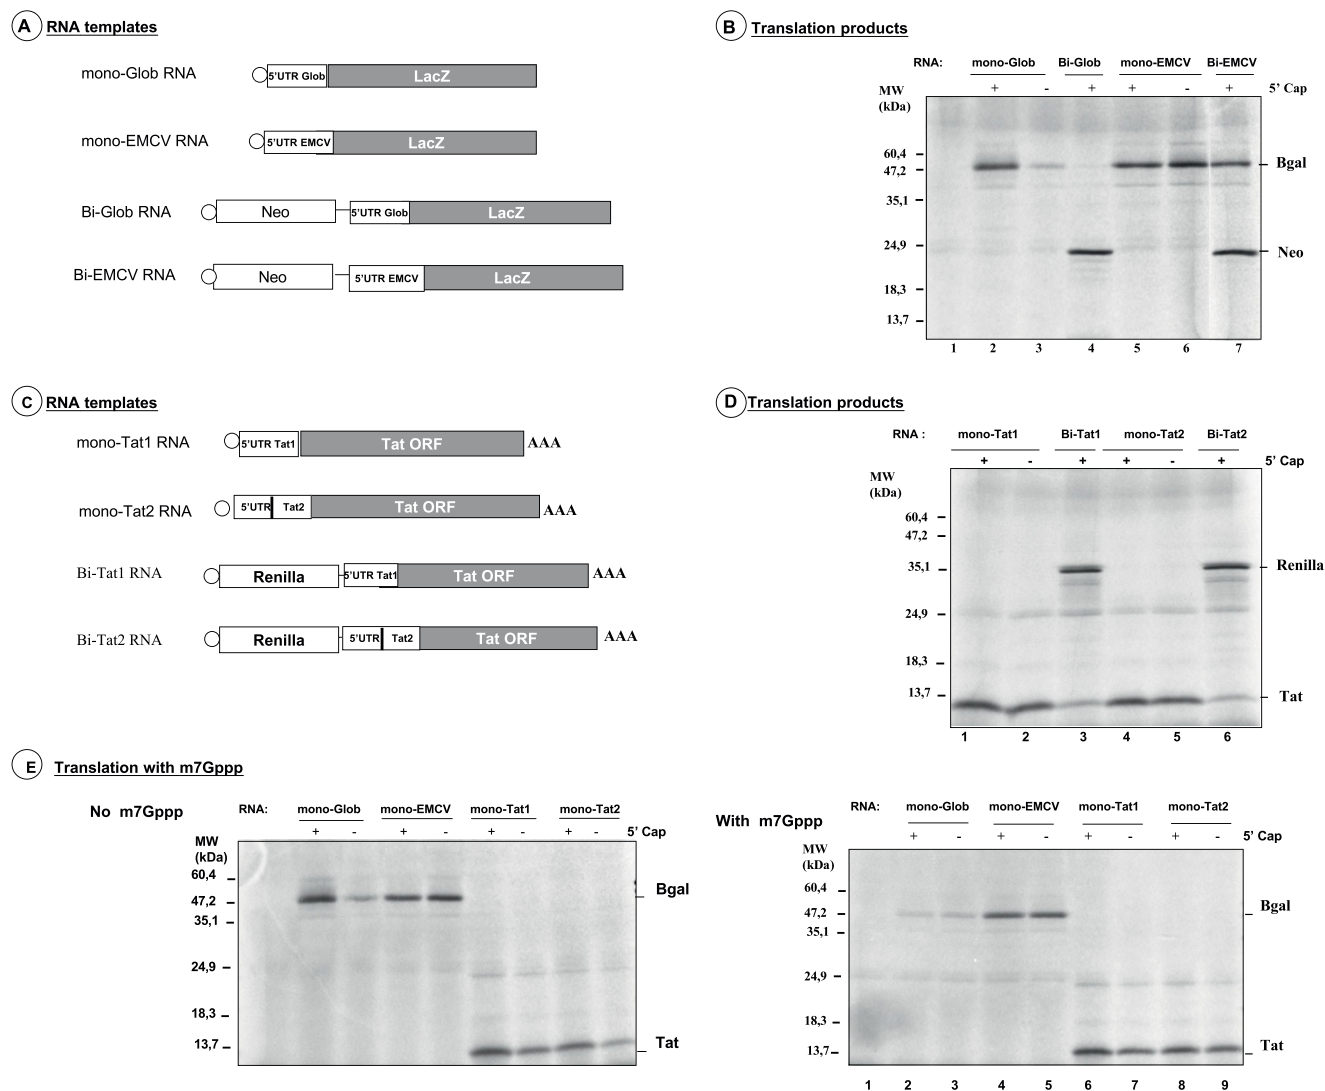 A RNA templates
mono-Glob RNA
5'UTR Glob
LacZ
mono-EMCV RNA
5'UTR EMCV
LacZ
Bi-Glob RNA
Neo
5'UTR Glob
LacZ
Bi-EMCV RNA
Neo
5'UTR EMCV
LacZ
B Translation products
RNA: mono-Glob Bi-Glob mono-EMCV Bi-EMCV
+ - + + - + 5' Cap
MW
(kDa)
60,4
47,2
35,1
24,9
18,3
13,7
Bgal
Neo
1 2 3 4 5 6 7
C RNA templates
mono-Tat1 RNA
5'UTR Tat1
Tat ORF
AAA
mono-Tat2 RNA
5'UTR Tat2
Tat ORF
AAA
Bi-Tat1 RNA
Renilla
5'UTR Tat1
Tat ORF
AAA
Bi-Tat2 RNA
Renilla
5'UTR Tat2
Tat ORF
AAA
D Translation products
RNA : mono-Tat1 Bi-Tat1 mono-Tat2 Bi-Tat2
+ - + + - + 5' Cap
MW
(kDa)
60,4
47,2
35,1
24,9
18,3
13,7
Renilla
Tat
1 2 3 4 5 6
E Translation with m7Gppp
No m7Gppp
RNA: mono-Glob mono-EMCV mono-Tat1 mono-Tat2
+ - + - + - + - 5' Cap
MW
(kDa)
60,4
47,2
35,1
24,9
18,3
13,7
Bgal
Tat
With m7Gppp
RNA: mono-Glob mono-EMCV mono-Tat1 mono-Tat2
+ - + - + - + - 5' Cap
MW
(kDa)
60,4
47,2
35,1
24,9
18,3
13,7
Bgal
Tat
1 2 3 4 5 6 7 8 9